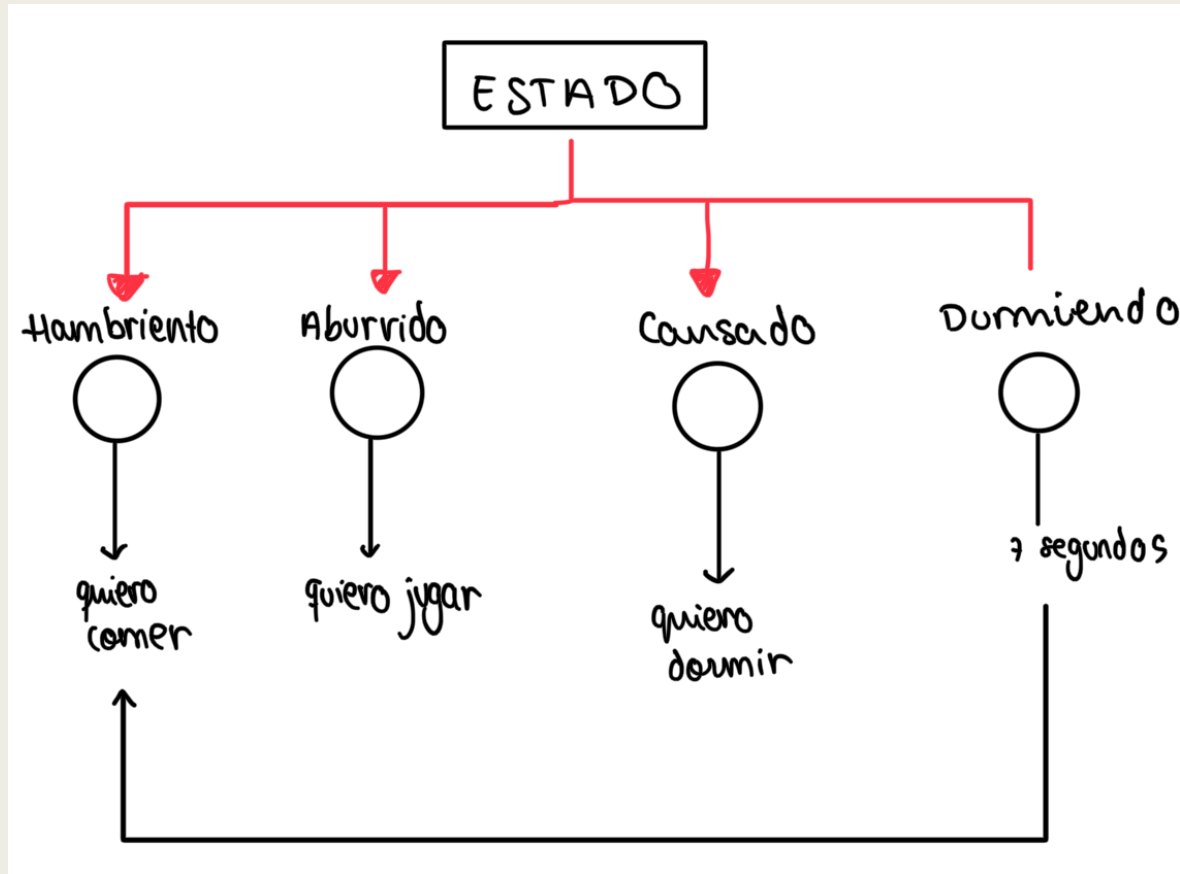 ESTADO
Hambriento
Aburrido
Cansado
Durmiendo
quiero
comer
quiero jugar
quiero
dormir
7 segundos